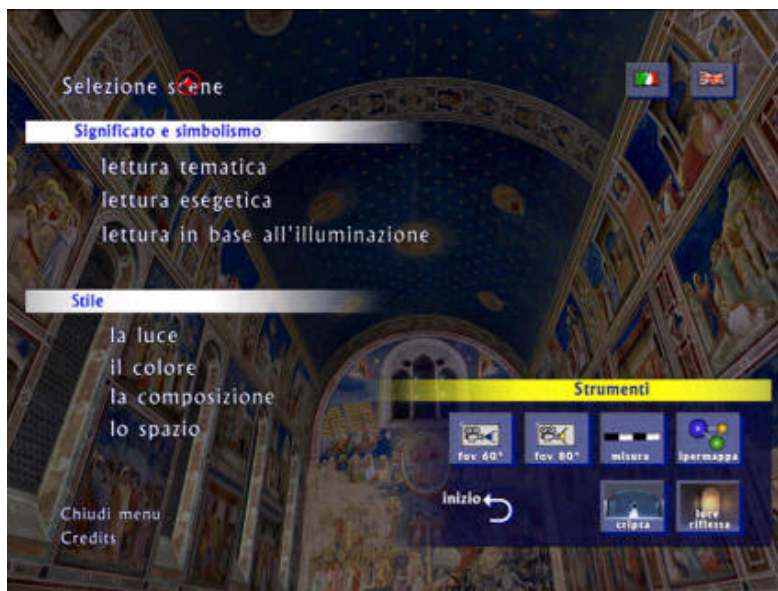 Selezione scene
Significato e simbolismo
lettura tematica
lettura esegetica
lettura in base all'illuminazione
Stile
la luce
il colore
la composizione
lo spazio
Strumenti
fov 60°
fov 80°
misura
ipermappa
inizio
cripta
luce
riflessa
Chiudi menu
Credits